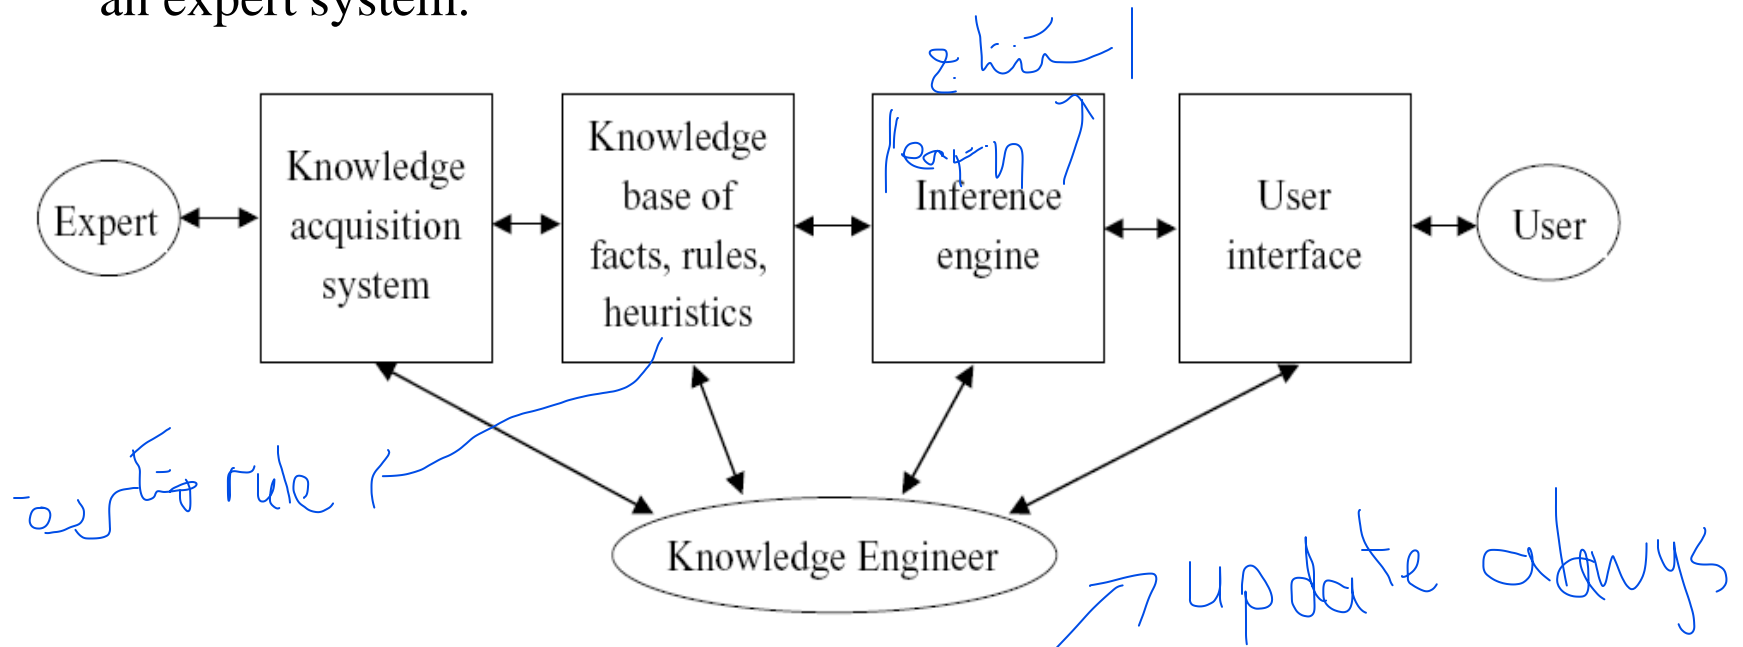 an expert system.
استنتاج
learn
Expert
Knowledge
acquisition
system
Knowledge
base of
facts, rules,
heuristics
Inference
engine
User
interface
User
rule
Knowledge Engineer
update always